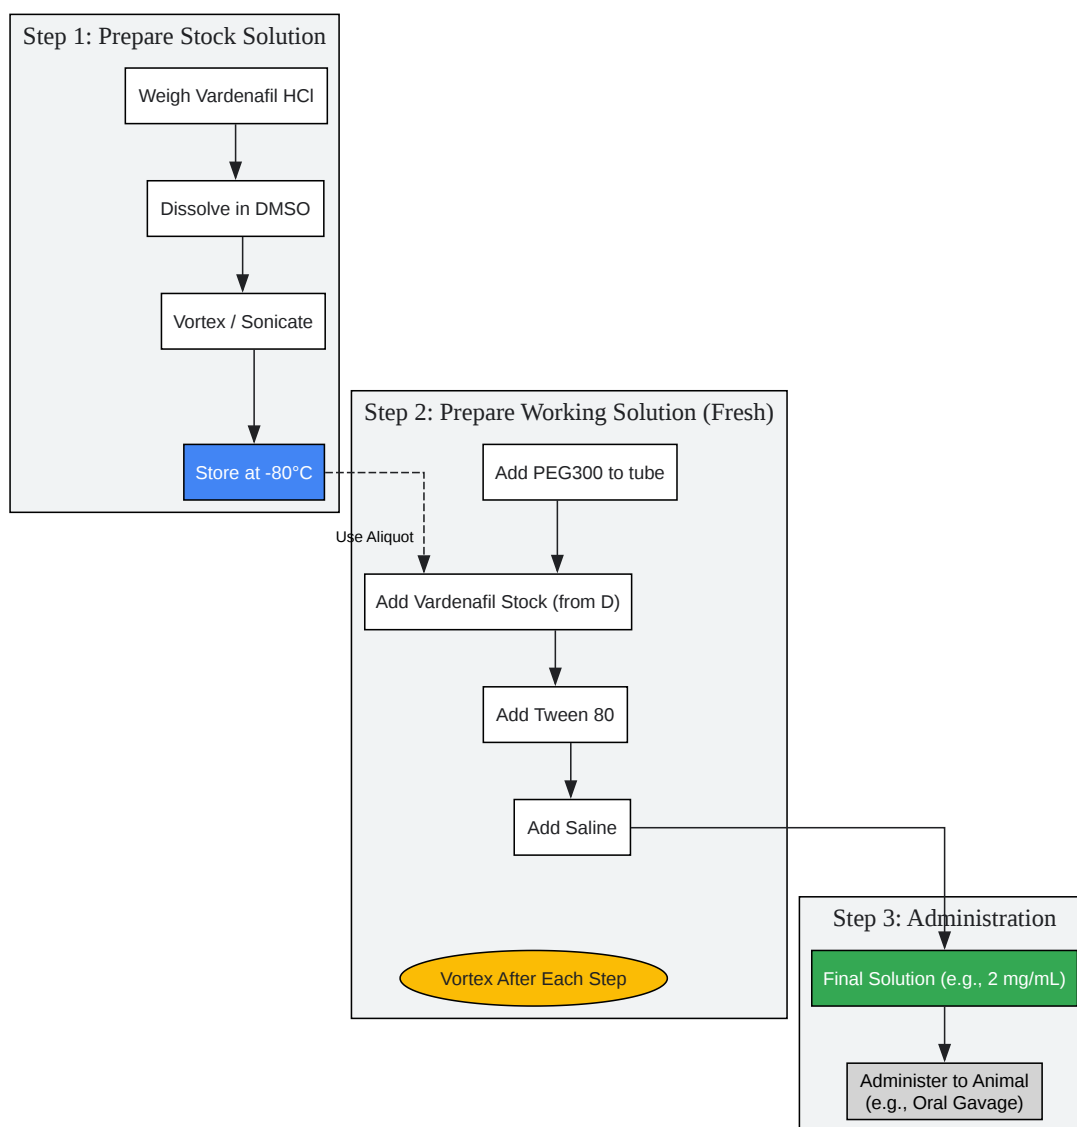 Step 1: Prepare Stock Solution
Weigh Vardenafil HCl
Dissolve in DMSO
Vortex / Sonicate
Store at -80°C
Use Aliquot
Step 2: Prepare Working Solution (Fresh)
Add PEG300 to tube
Add Vardenafil Stock (from D)
Add Tween 80
Add Saline
Vortex After Each Step
Step 3: Administration
Final Solution (e.g., 2 mg/mL)
Administer to Animal
(e.g., Oral Gavage)